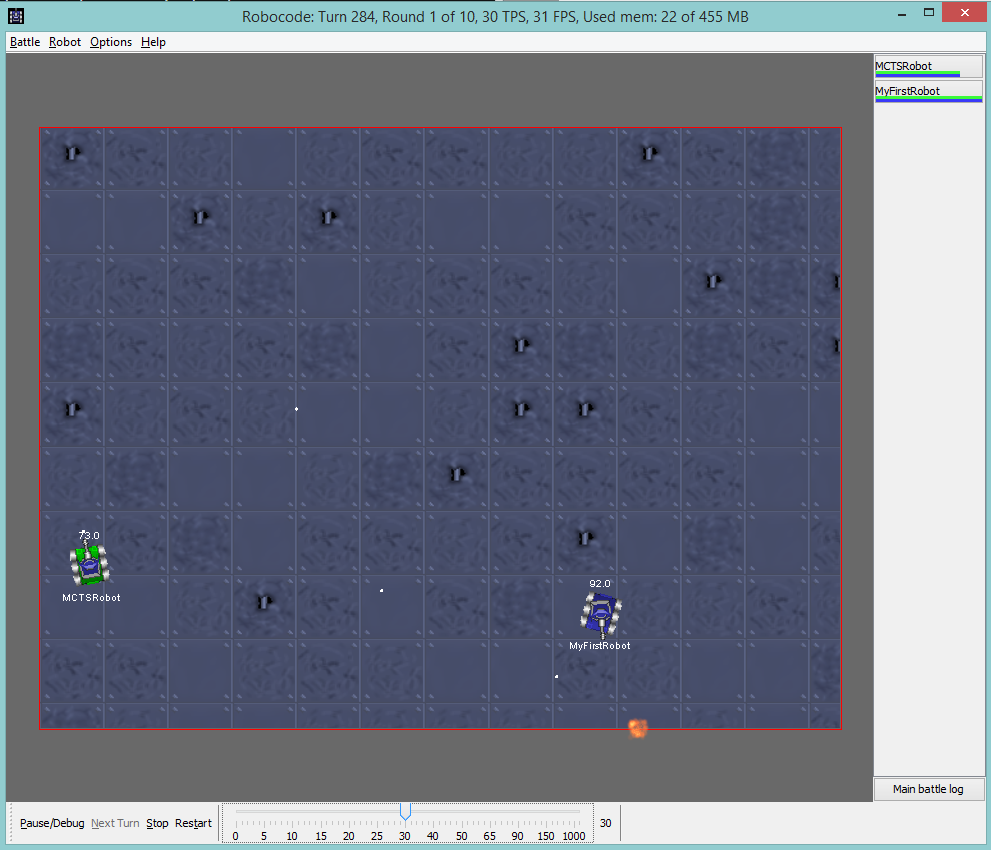 Robocode: Turn 284, Round 1 of 10, 30 TPS, 31 FPS, Used mem: 22 of 455 MB
Battle Robot Options Help
MCTSRobot
MyFirstRobot
73.0
MCTSRobot
92.0
MyFirstRobot
Main battle log
Pause/Debug Next Turn Stop Restart
0 5 10 15 20 25 30 40 50 65 90 150 1000
30